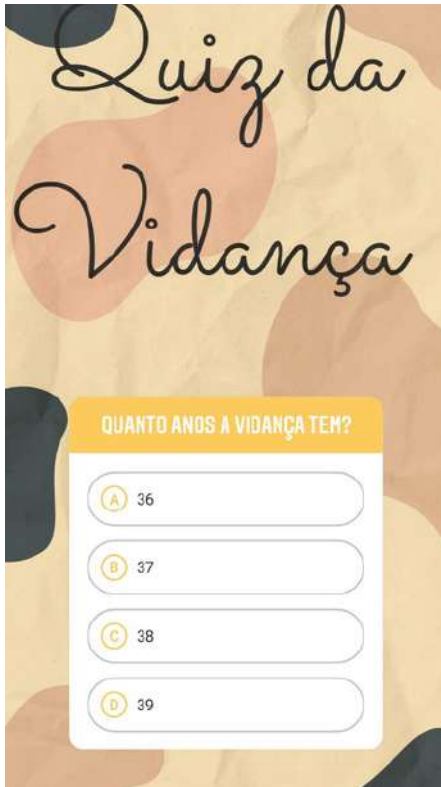 Quiz da
Vidança
QUANTO ANOS A VIDANÇA TEM?
A 36
B 37
C 38
D 39